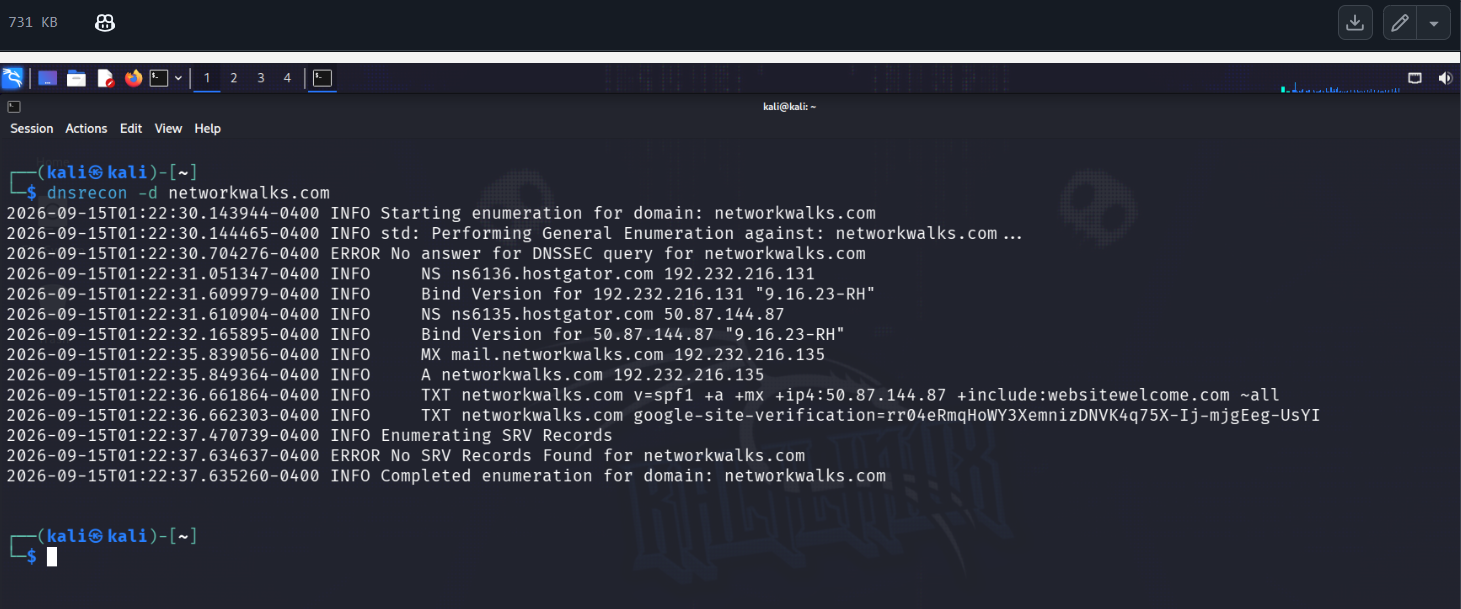 731 KB
1 2 3 4
kali@kali: ~
Session Actions Edit View Help
┌──(kali㉿kali)-[~]
└─$ dnsrecon -d networkwalks.com
2026-09-15T01:22:30.143944-0400 INFO Starting enumeration for domain: networkwalks.com
2026-09-15T01:22:30.144465-0400 INFO std: Performing General Enumeration against: networkwalks.com...
2026-09-15T01:22:30.704276-0400 ERROR No answer for DNSSEC query for networkwalks.com
2026-09-15T01:22:31.051347-0400 INFO NS ns6136.hostgator.com 192.232.216.131
2026-09-15T01:22:31.609979-0400 INFO Bind Version for 192.232.216.131 "9.16.23-RH"
2026-09-15T01:22:31.610904-0400 INFO NS ns6135.hostgator.com 50.87.144.87
2026-09-15T01:22:32.165895-0400 INFO Bind Version for 50.87.144.87 "9.16.23-RH"
2026-09-15T01:22:35.839056-0400 INFO MX mail.networkwalks.com 192.232.216.135
2026-09-15T01:22:35.849364-0400 INFO A networkwalks.com 192.232.216.135
2026-09-15T01:22:36.661864-0400 INFO TXT networkwalks.com v=spf1 +a +mx +ip4:50.87.144.87 +include:websitewelcome.com ~all
2026-09-15T01:22:36.662303-0400 INFO TXT networkwalks.com google-site-verification=rr04eRmqHoWY3XemnizDNVK4q75X-Ij-mjgEeg-UsYI
2026-09-15T01:22:37.470739-0400 INFO Enumerating SRV Records
2026-09-15T01:22:37.634637-0400 ERROR No SRV Records Found for networkwalks.com
2026-09-15T01:22:37.635260-0400 INFO Completed enumeration for domain: networkwalks.com
┌──(kali㉿kali)-[~]
└─$
KALI LINUX